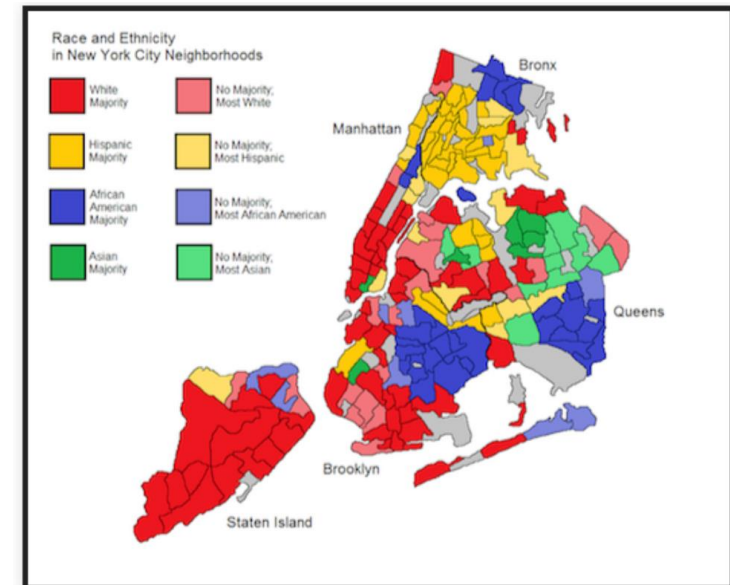 Race and Ethnicity
in New York City Neighborhoods
White
Majority
No Majority;
Most White
Hispanic
Majority
No Majority;
Most Hispanic
African
American
Majority
No Majority;
Most African American
Asian
Majority
No Majority;
Most Asian
Bronx
Manhattan
Queens
Brooklyn
Staten Island